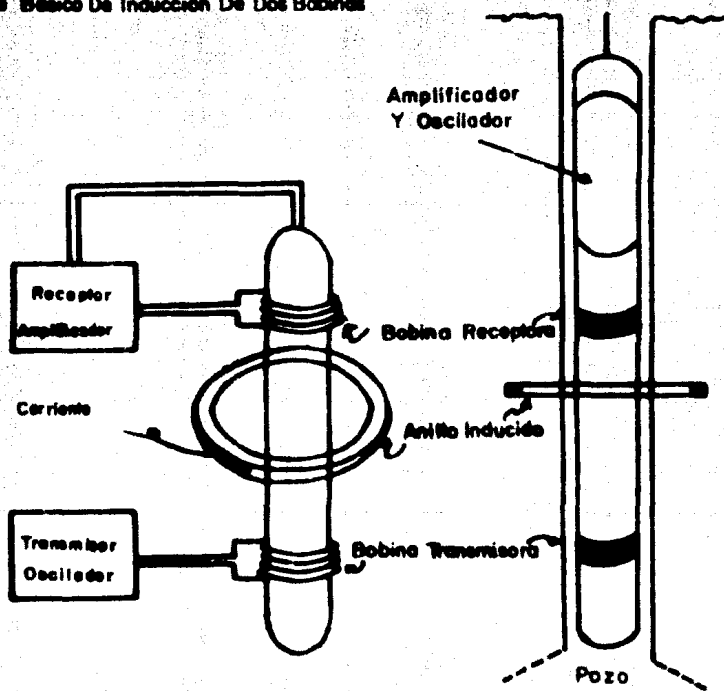 Básico De Inducción De Dos Bobinas
Amplificador
Y Oscilador
Receptor
Amplificador
Bobina Receptora
Corriente
Anillo Inducido
Transmisor
Oscilador
Bobina Transmisora
Pozo